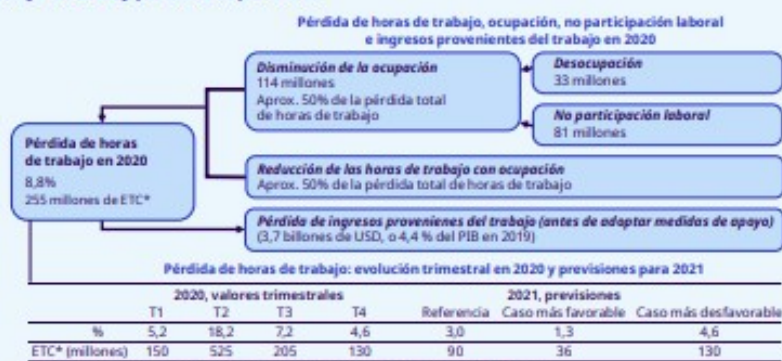 Pérdida de horas de trabajo, ocupación, no participación laboral
e ingresos provenientes del trabajo en 2020
Disminución de la ocupación
114 millones
Aprox. 50% de la pérdida total
de horas de trabajo
Desocupación
33 millones
No participación laboral
81 millones
Pérdida de horas
de trabajo en 2020
8,8%
255 millones de ETC*
Reducción de las horas de trabajo con ocupación
Aprox. 50% de la pérdida total de horas de trabajo
Pérdida de ingresos provenienes del trabajo (antes de adoptar medidas de apoyo)
(3,7 billones de USD, o 4,4 % del PIB en 2019)
Pérdida de horas de trabajo: evolución trimestral en 2020 y previsiones para 2021
2020, valores trimestrales 2021, previsiones
T1 T2 T3 T4 Referencia Caso más favorable Caso más desfavorable
% 5,2 18,2 7,2 4,6 3,0 1,3 4,6
ETC* (millones) 150 525 205 130 90 36 130